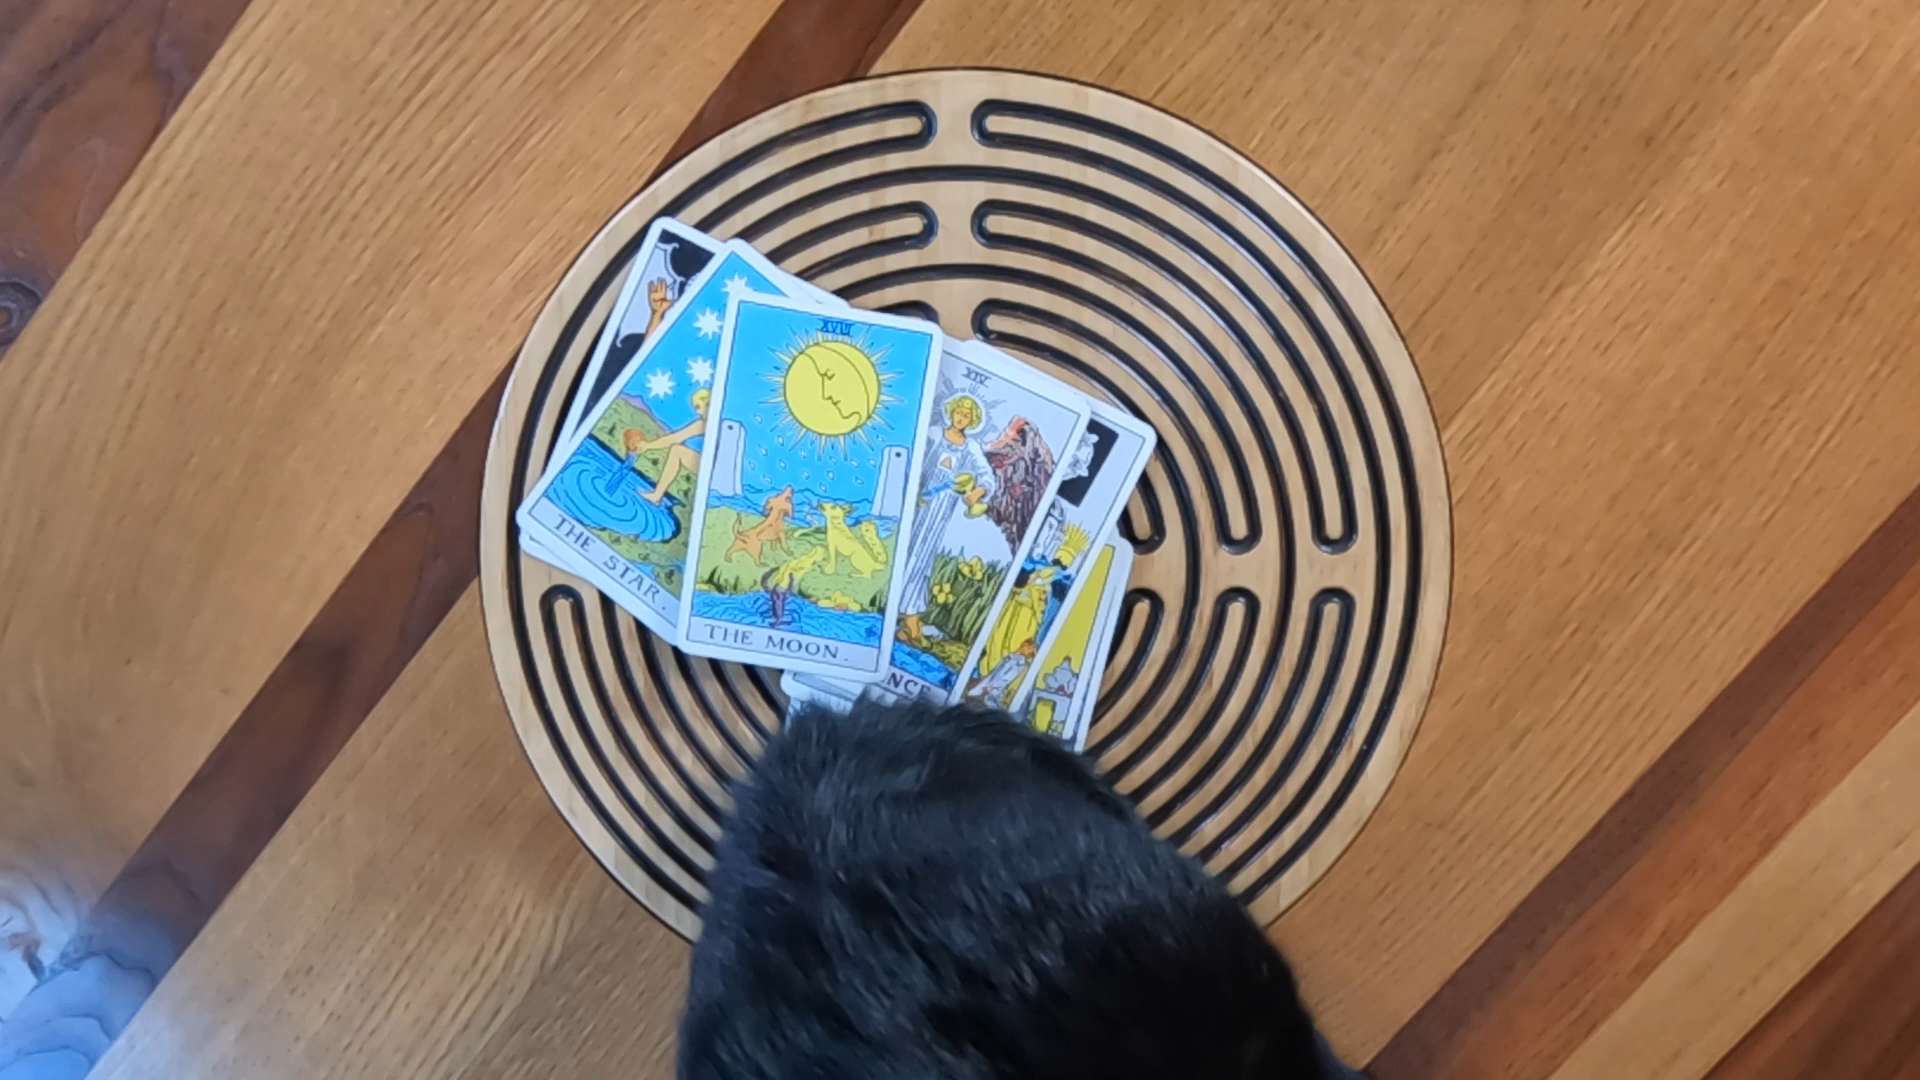 XVIII
THE MOON.
THE STAR.
XIV
NCE